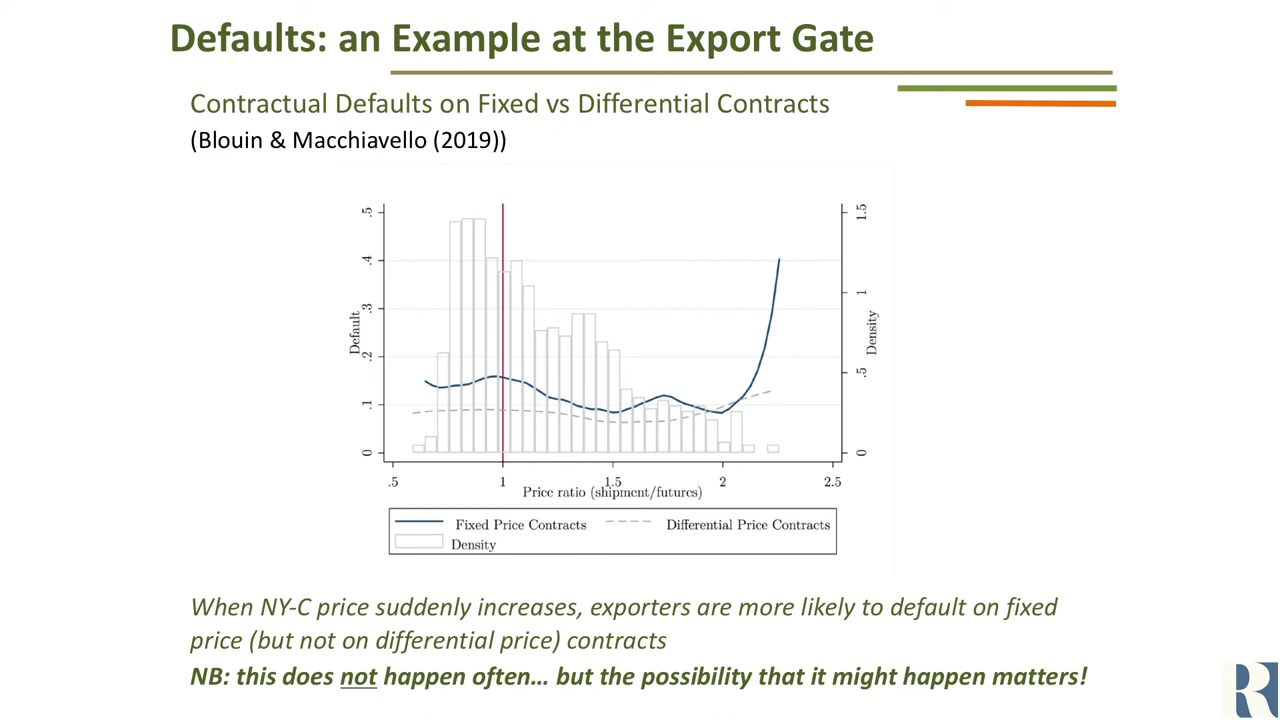 Defaults: an Example at the Export Gate
Contractual Defaults on Fixed vs Differential Contracts
(Blouin & Macchiavello (2019))
.5
.4
.3
.2
.1
0
Default
1.5
1
.5
0
Density
.5
1
1.5
2
2.5
Price ratio (shipment/futures)
Fixed Price Contracts
Differential Price Contracts
Density
When NY-C price suddenly increases, exporters are more likely to default on fixed
price (but not on differential price) contracts
NB: this does not happen often… but the possibility that it might happen matters!
R